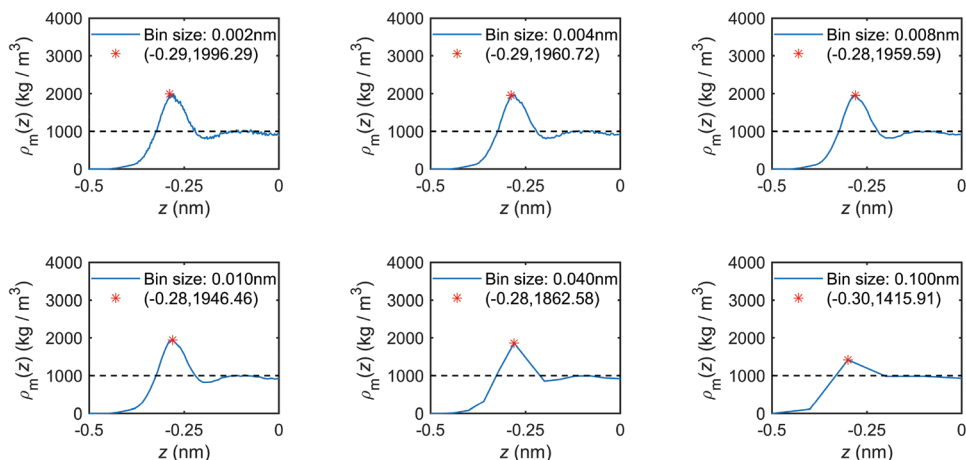 4000
3000
2000
1000
0
ρm(z) (kg / m³)
Bin size: 0.002nm
(-0.29,1996.29)
-0.5 -0.25 0
z (nm)
4000
3000
2000
1000
0
ρm(z) (kg / m³)
Bin size: 0.004nm
(-0.29,1960.72)
-0.5 -0.25 0
z (nm)
4000
3000
2000
1000
0
ρm(z) (kg / m³)
Bin size: 0.008nm
(-0.28,1959.59)
-0.5 -0.25 0
z (nm)
4000
3000
2000
1000
0
ρm(z) (kg / m³)
Bin size: 0.010nm
(-0.28,1946.46)
-0.5 -0.25 0
z (nm)
4000
3000
2000
1000
0
ρm(z) (kg / m³)
Bin size: 0.040nm
(-0.28,1862.58)
-0.5 -0.25 0
z (nm)
4000
3000
2000
1000
0
ρm(z) (kg / m³)
Bin size: 0.100nm
(-0.30,1415.91)
-0.5 -0.25 0
z (nm)